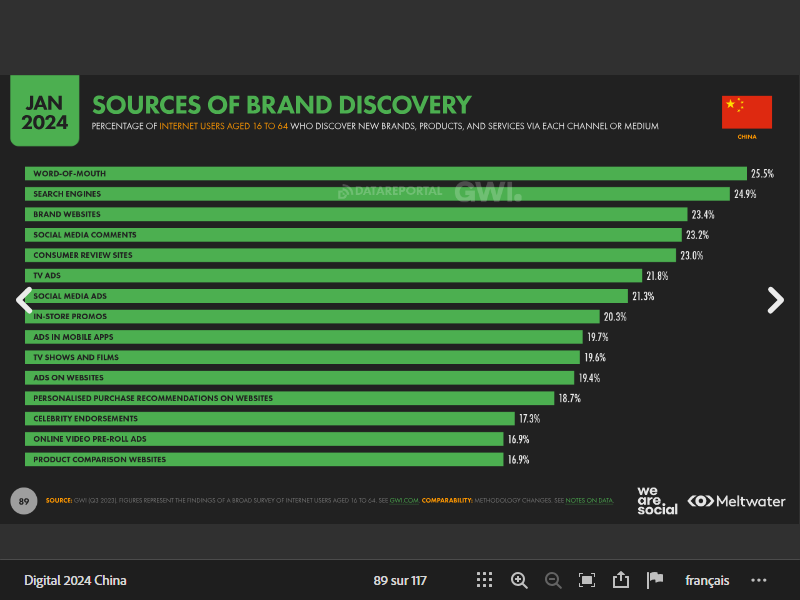 JAN
2024
SOURCES OF BRAND DISCOVERY
PERCENTAGE OF INTERNET USERS AGED 16 TO 64 WHO DISCOVER NEW BRANDS, PRODUCTS, AND SERVICES VIA EACH CHANNEL OR MEDIUM
CHINA
WORD-OF-MOUTH 25.5%
SEARCH ENGINES 24.9%
DATAREPORTAL GWI.
BRAND WEBSITES 23.4%
SOCIAL MEDIA COMMENTS 23.2%
CONSUMER REVIEW SITES 23.0%
TV ADS 21.8%
SOCIAL MEDIA ADS 21.3%
IN-STORE PROMOS 20.3%
ADS IN MOBILE APPS 19.7%
TV SHOWS AND FILMS 19.6%
ADS ON WEBSITES 19.4%
PERSONALISED PURCHASE RECOMMENDATIONS ON WEBSITES 18.7%
CELEBRITY ENDORSEMENTS 17.3%
ONLINE VIDEO PRE-ROLL ADS 16.9%
PRODUCT COMPARISON WEBSITES 16.9%
89
SOURCE: GWI (Q3 2023). FIGURES REPRESENT THE FINDINGS OF A BROAD SURVEY OF INTERNET USERS AGED 16 TO 64. SEE GWI.COM. COMPARABILITY: METHODOLOGY CHANGES. SEE NOTES ON DATA.
we
are.
social
Meltwater
Digital 2024 China
89 sur 117
français